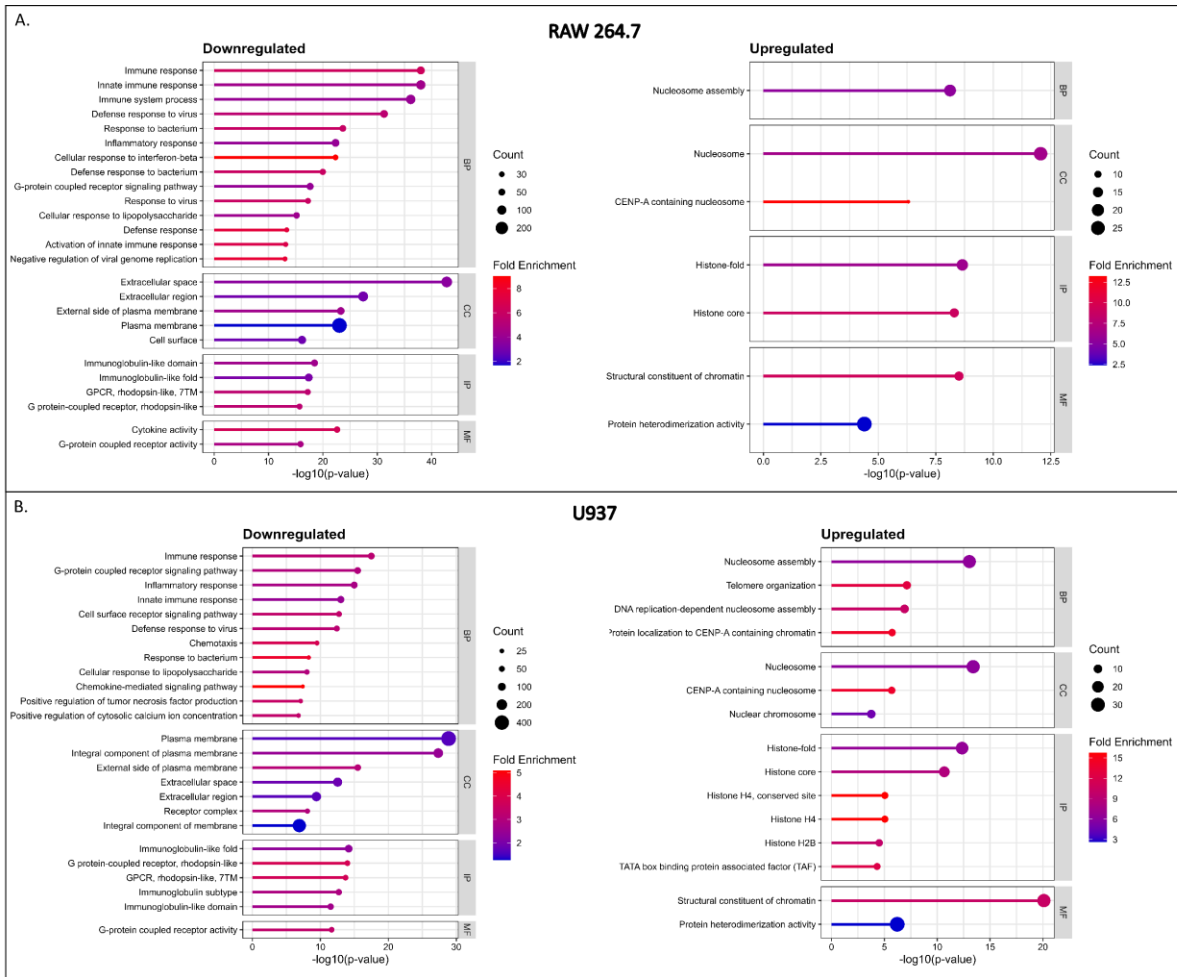 A.
RAW 264.7
Downregulated
Immune response
Innate immune response
Immune system process
Defense response to virus
Response to bacterium
Inflammatory response
Cellular response to interferon-beta
Defense response to bacterium
G-protein coupled receptor signaling pathway
Response to virus
Cellular response to lipopolysaccharide
Defense response
Activation of innate immune response
Negative regulation of viral genome replication
BP
Extracellular space
Extracellular region
External side of plasma membrane
Plasma membrane
Cell surface
CC
Immunoglobulin-like domain
Immunoglobulin-like fold
GPCR, rhodopsin-like, 7TM
G protein-coupled receptor, rhodopsin-like
IP
Cytokine activity
G-protein coupled receptor activity
MF
0 10 20 30 40
-log10(p-value)
Count
30
50
100
200
Fold Enrichment
8
6
4
2
Upregulated
Nucleosome assembly
BP
Nucleosome
CENP-A containing nucleosome
CC
Histone-fold
Histone core
IP
Structural constituent of chromatin
Protein heterodimerization activity
MF
0.0 2.5 5.0 7.5 10.0 12.5
-log10(p-value)
Count
10
15
20
25
Fold Enrichment
12.5
10.0
7.5
5.0
2.5
B.
U937
Downregulated
Immune response
G-protein coupled receptor signaling pathway
Inflammatory response
Innate immune response
Cell surface receptor signaling pathway
Defense response to virus
Chemotaxis
Response to bacterium
Cellular response to lipopolysaccharide
Chemokine-mediated signaling pathway
Positive regulation of tumor necrosis factor production
Positive regulation of cytosolic calcium ion concentration
BP
Plasma membrane
Integral component of plasma membrane
External side of plasma membrane
Extracellular space
Extracellular region
Receptor complex
Integral component of membrane
CC
Immunoglobulin-like fold
G protein-coupled receptor, rhodopsin-like
GPCR, rhodopsin-like, 7TM
Immunoglobulin subtype
Immunoglobulin-like domain
IP
G-protein coupled receptor activity
MF
0 10 20 30
-log10(p-value)
Count
25
50
100
200
400
Fold Enrichment
5
4
3
2
Upregulated
Nucleosome assembly
Telomere organization
DNA replication-dependent nucleosome assembly
Protein localization to CENP-A containing chromatin
BP
Nucleosome
CENP-A containing nucleosome
Nuclear chromosome
CC
Histone-fold
Histone core
Histone H4, conserved site
Histone H4
Histone H2B
TATA box binding protein associated factor (TAF)
IP
Structural constituent of chromatin
Protein heterodimerization activity
MF
0 5 10 15 20
-log10(p-value)
Count
10
20
30
Fold Enrichment
15
12
9
6
3